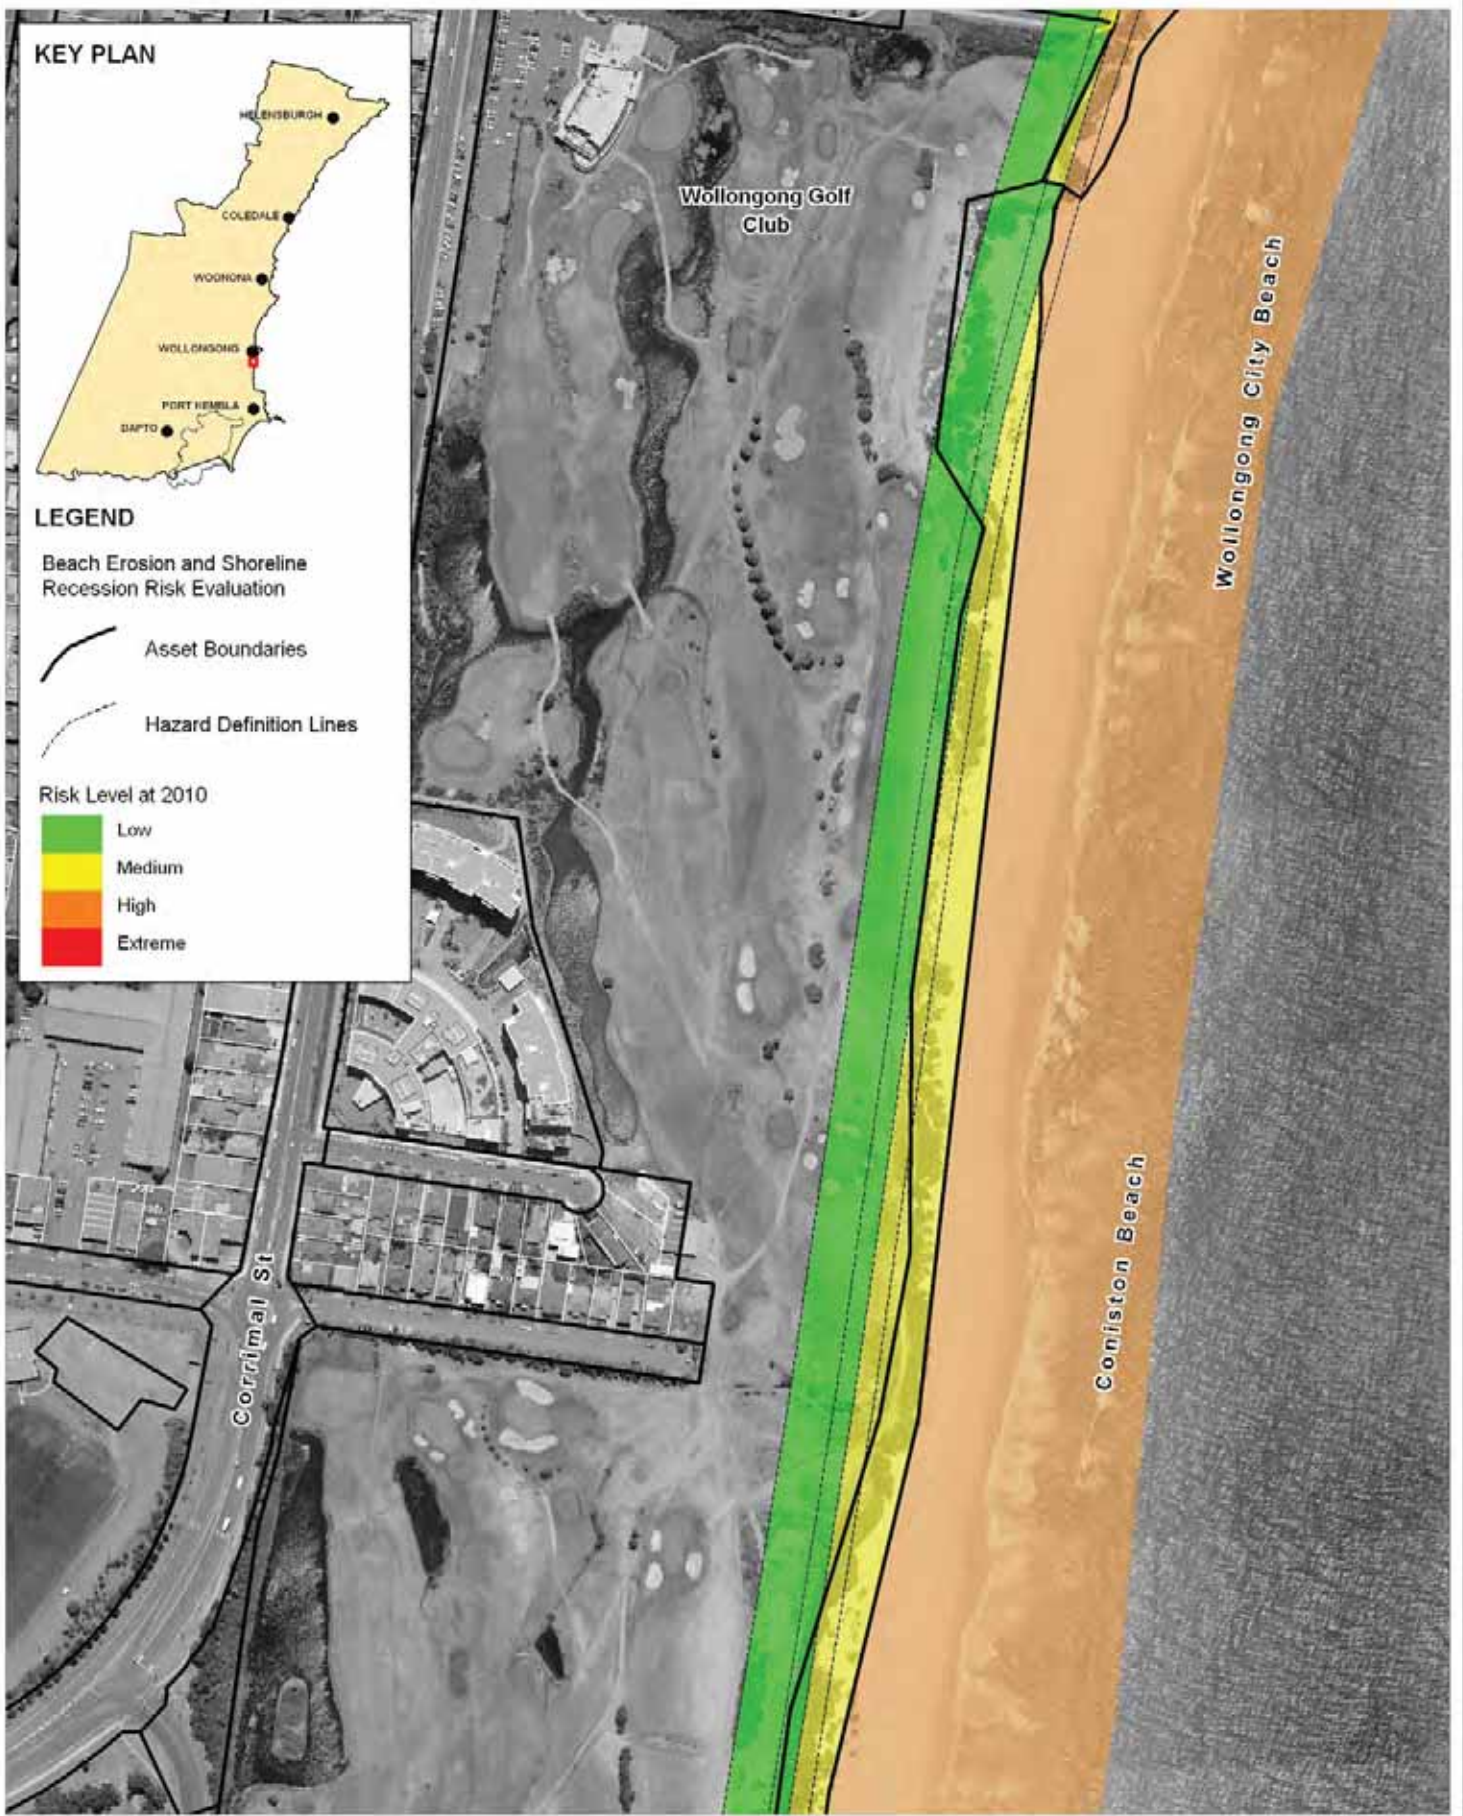 KEY PLAN
HELENSBURGH
COLEDALE
WOONONA
WOLLONGONG
PORT KEMBLA
DAPTO
LEGEND
Beach Erosion and Shoreline
Recession Risk Evaluation
Asset Boundaries
Hazard Definition Lines
Risk Level at 2010
Low
Medium
High
Extreme
Wollongong Golf
Club
Wollongong City Beach
Coniston Beach
Corrimal St